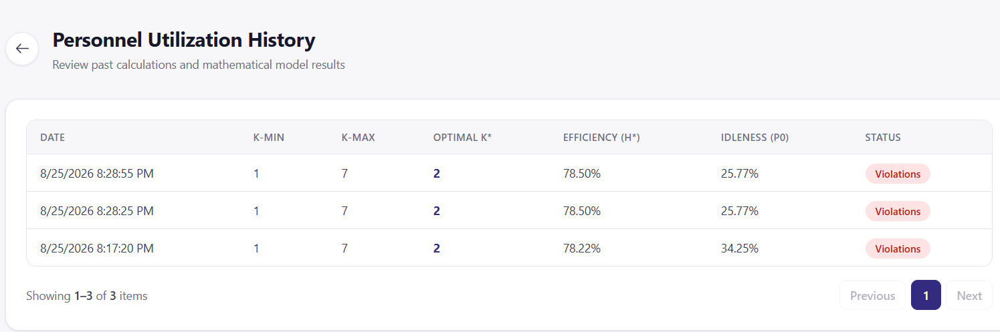 Personnel Utilization History
Review past calculations and mathematical model results
DATE K-MIN K-MAX OPTIMAL K* EFFICIENCY (H*) IDLENESS (P0) STATUS
8/25/2026 8:28:55 PM 1 7 2 78.50% 25.77% Violations
8/25/2026 8:28:25 PM 1 7 2 78.50% 25.77% Violations
8/25/2026 8:17:20 PM 1 7 2 78.22% 34.25% Violations
Showing 1–3 of 3 items Previous 1 Next